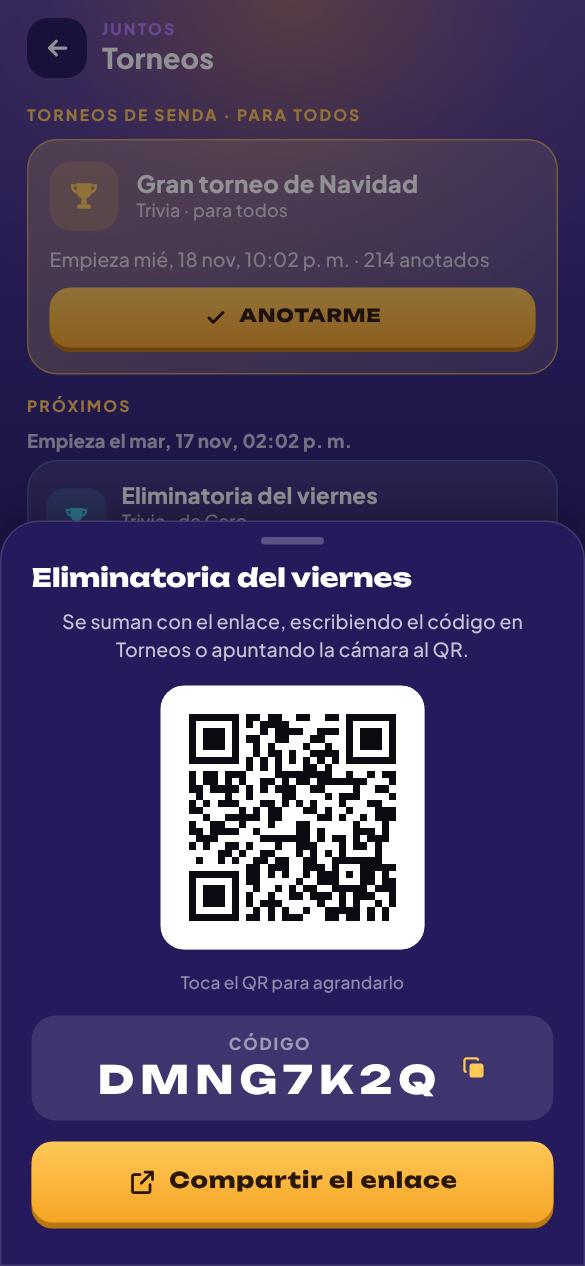 JUNTOS
Torneos
TORNEOS DE SENDA · PARA TODOS
Gran torneo de Navidad
Trivia · para todos
Empieza mié, 18 nov, 10:02 p. m. · 214 anotados
ANOTARME
PRÓXIMOS
Empieza el mar, 17 nov, 02:02 p. m.
Eliminatoria del viernes
Trivia · de Caro
Eliminatoria del viernes
Se suman con el enlace, escribiendo el código en
Torneos o apuntando la cámara al QR.
Toca el QR para agrandarlo
CÓDIGO
DMNG7K2Q
Compartir el enlace